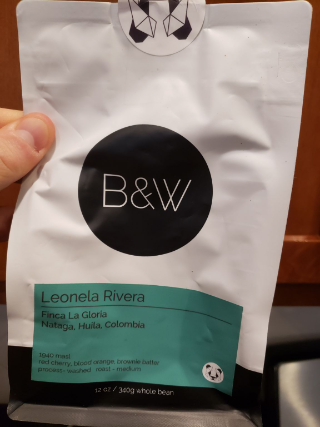 B&W
Leonela Rivera
Finca La Gloria
Nataga, Huila, Colombia
1940 masl
red cherry, blood orange, brownie batter
process - washed roast - medium
12 oz / 340g whole bean